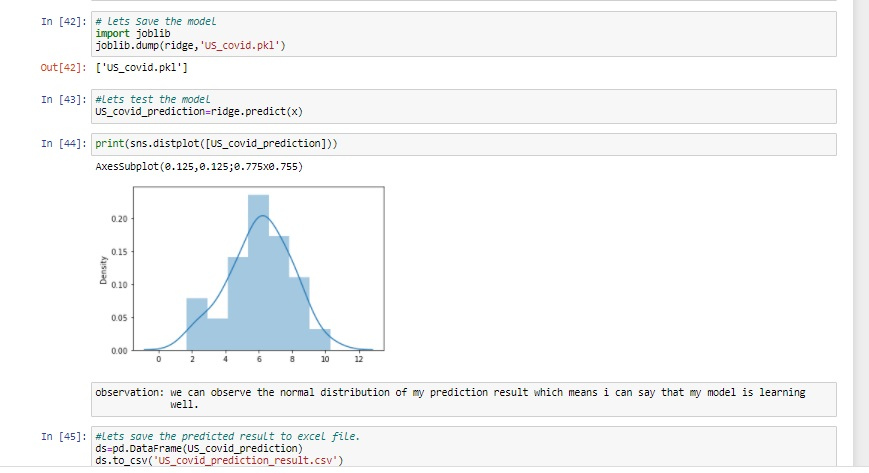 In [42]: # Lets Save the model
import joblib
joblib.dump(ridge,'US_covid.pkl')
Out[42]: ['US_covid.pkl']
In [43]: #Lets test the model
US_covid_prediction=ridge.predict(x)
In [44]: print(sns.distplot([US_covid_prediction]))
AxesSubplot(0.125,0.125;0.775x0.755)
0.20
0.15
0.10
0.05
0.00
Density
0 2 4 6 8 10 12
observation: we can observe the normal distribution of my prediction result which means i can say that my model is learning
well.
In [45]: #Lets save the predicted result to excel file.
ds=pd.DataFrame(US_covid_prediction)
ds.to_csv('US_covid_prediction_result.csv')